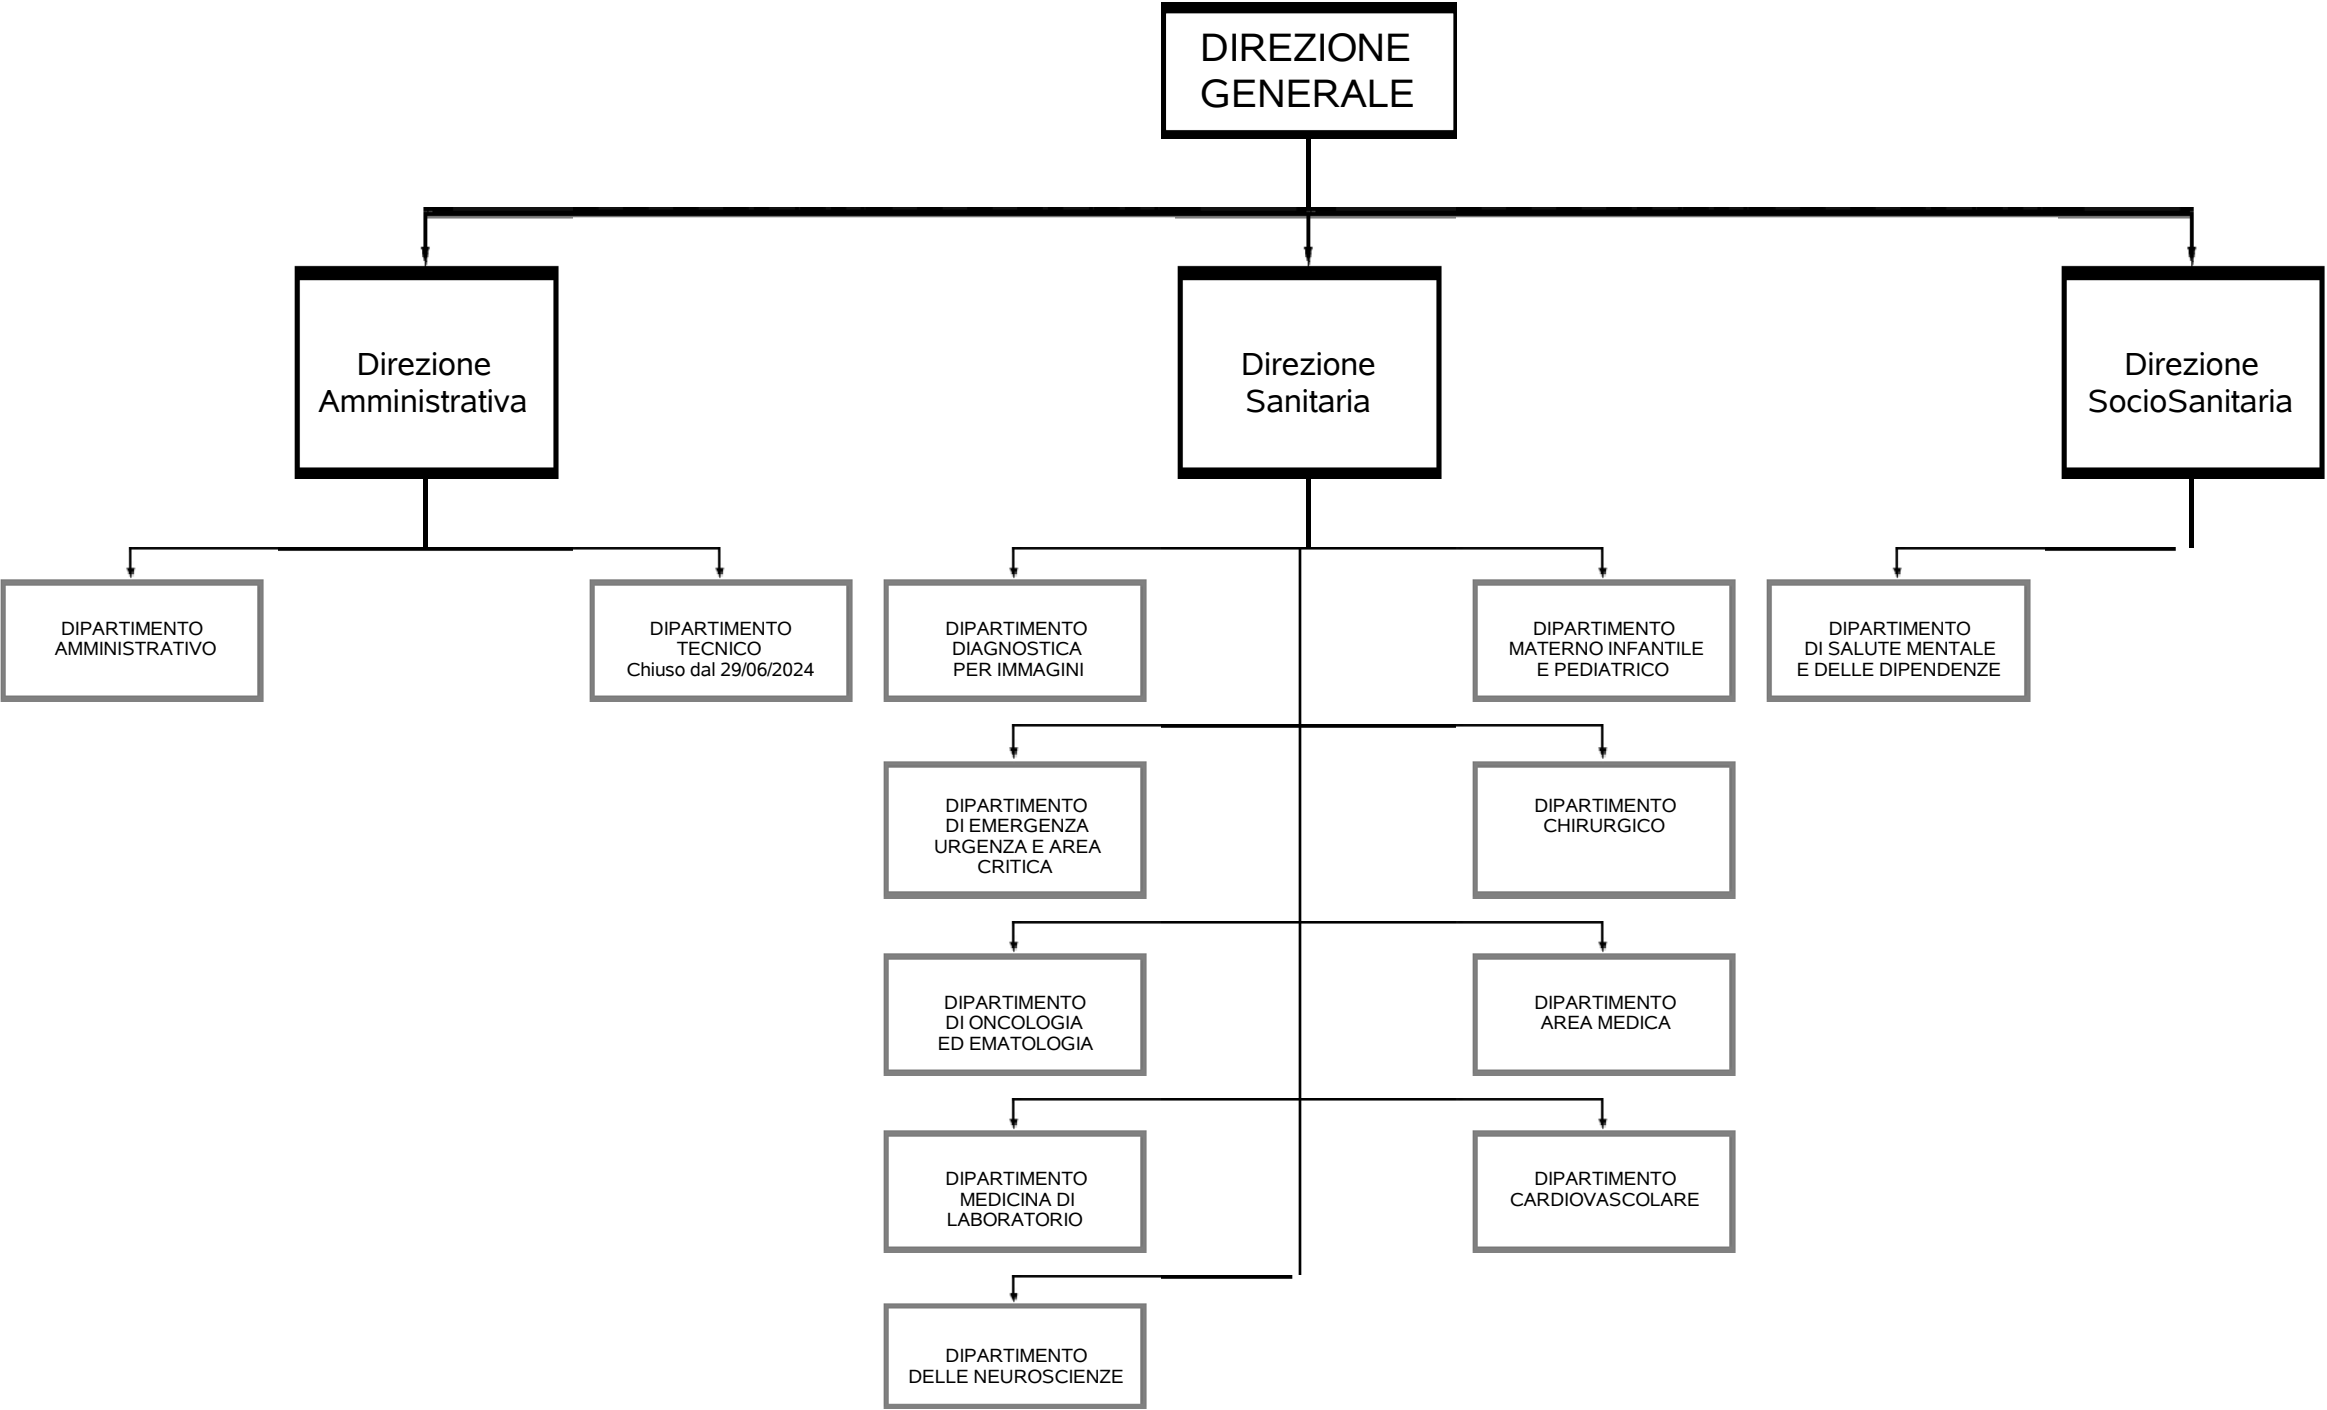 DIREZIONE
GENERALE
Direzione
Amministrativa
Direzione
Sanitaria
Direzione
SocioSanitaria
DIPARTIMENTO
AMMINISTRATIVO
DIPARTIMENTO
TECNICO
Chiuso dal 29/06/2024
DIPARTIMENTO
DIAGNOSTICA
PER IMMAGINI
DIPARTIMENTO
MATERNO INFANTILE
E PEDIATRICO
DIPARTIMENTO
DI SALUTE MENTALE
E DELLE DIPENDENZE
DIPARTIMENTO
DI EMERGENZA
URGENZA E AREA
CRITICA
DIPARTIMENTO
CHIRURGICO
DIPARTIMENTO
DI ONCOLOGIA
ED EMATOLOGIA
DIPARTIMENTO
AREA MEDICA
DIPARTIMENTO
MEDICINA DI
LABORATORIO
DIPARTIMENTO
CARDIOVASCOLARE
DIPARTIMENTO
DELLE NEUROSCIENZE